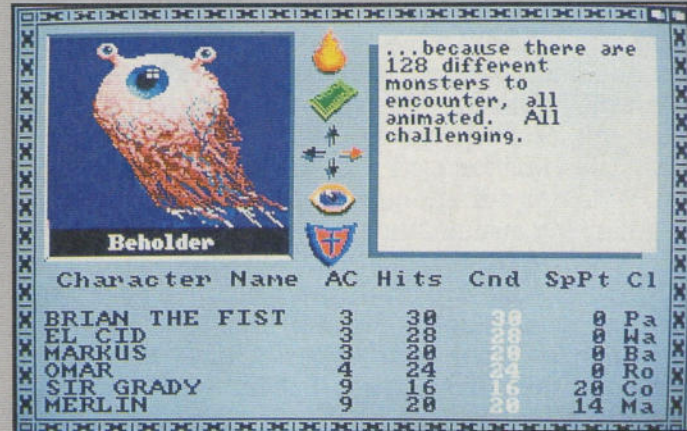 ...because there are
128 different
monsters to
encounter, all
animated. All
challenging.
Beholder
Character Name AC Hits Cnd SpPt Cl
BRIAN THE FIST 3 30 30 0 Pa
EL CID 3 28 28 0 Wa
MARKUS 3 20 20 0 Ba
OMAR 4 24 24 0 Ro
SIR GRADY 9 16 16 20 Co
MERLIN 9 20 20 14 Ma